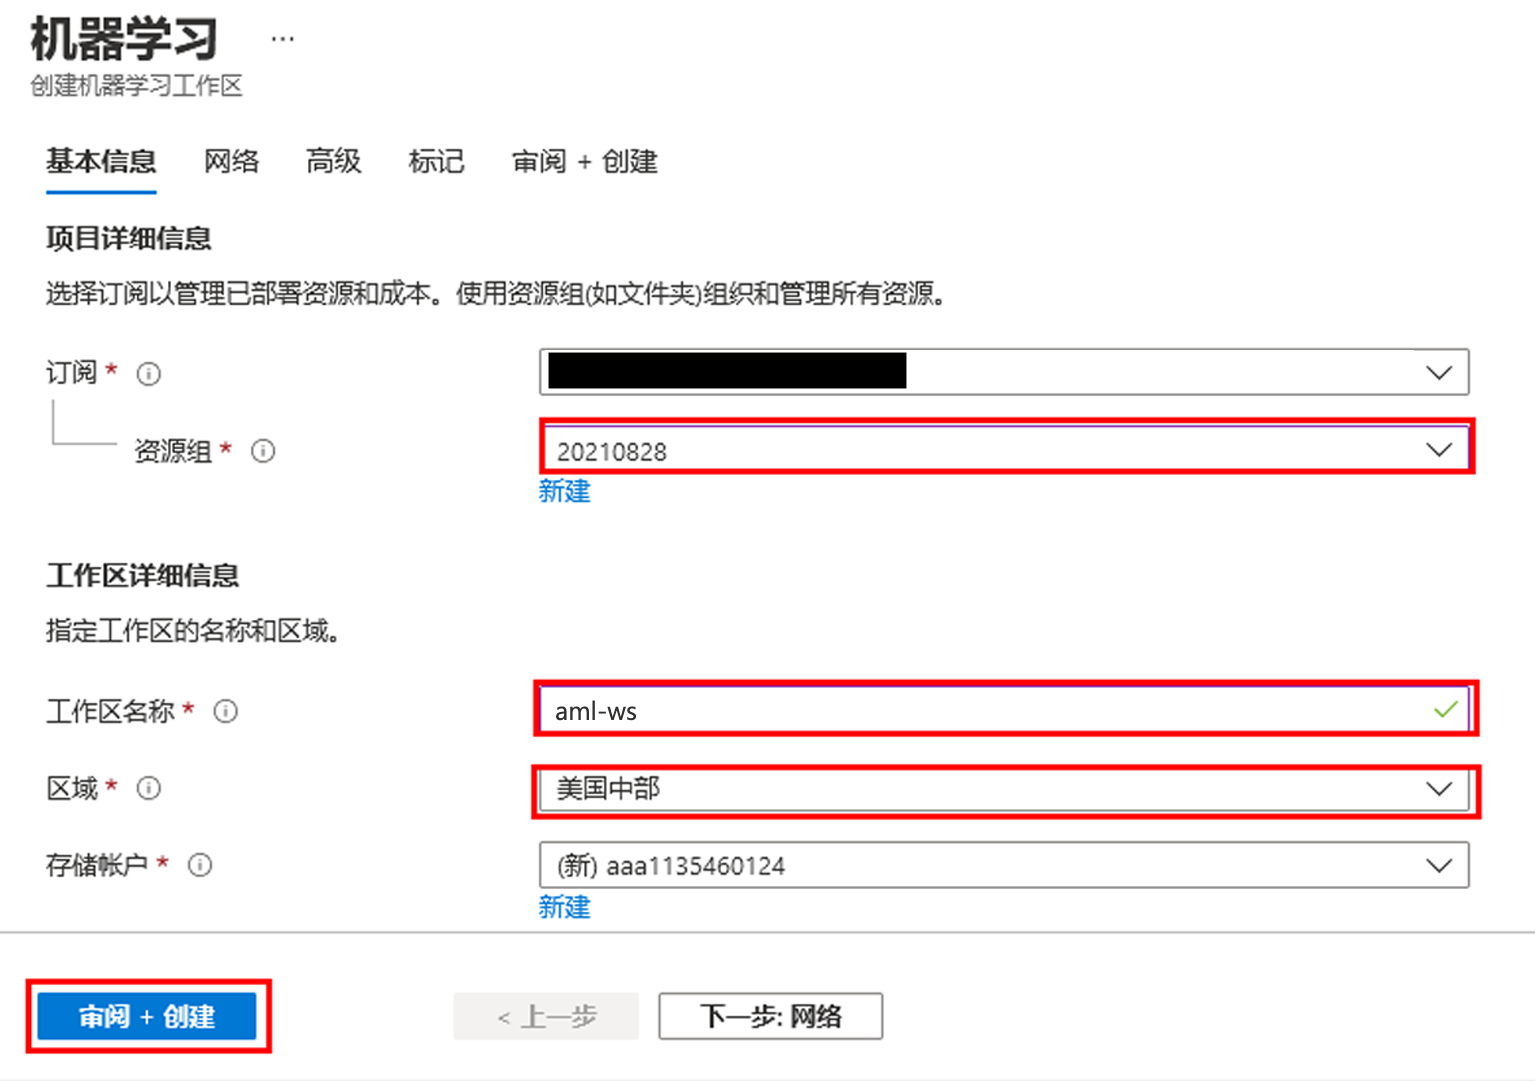 机器学习 ...
创建机器学习工作区
基本信息 网络 高级 标记 审阅 + 创建
项目详细信息
选择订阅以管理已部署资源和成本。使用资源组(如文件夹)组织和管理所有资源。
订阅 *
资源组 * 20210828
新建
工作区详细信息
指定工作区的名称和区域。
工作区名称 * aml-ws
区域 * 美国中部
存储帐户 * (新) aaa1135460124
新建
审阅 + 创建 < 上一步 下一步: 网络